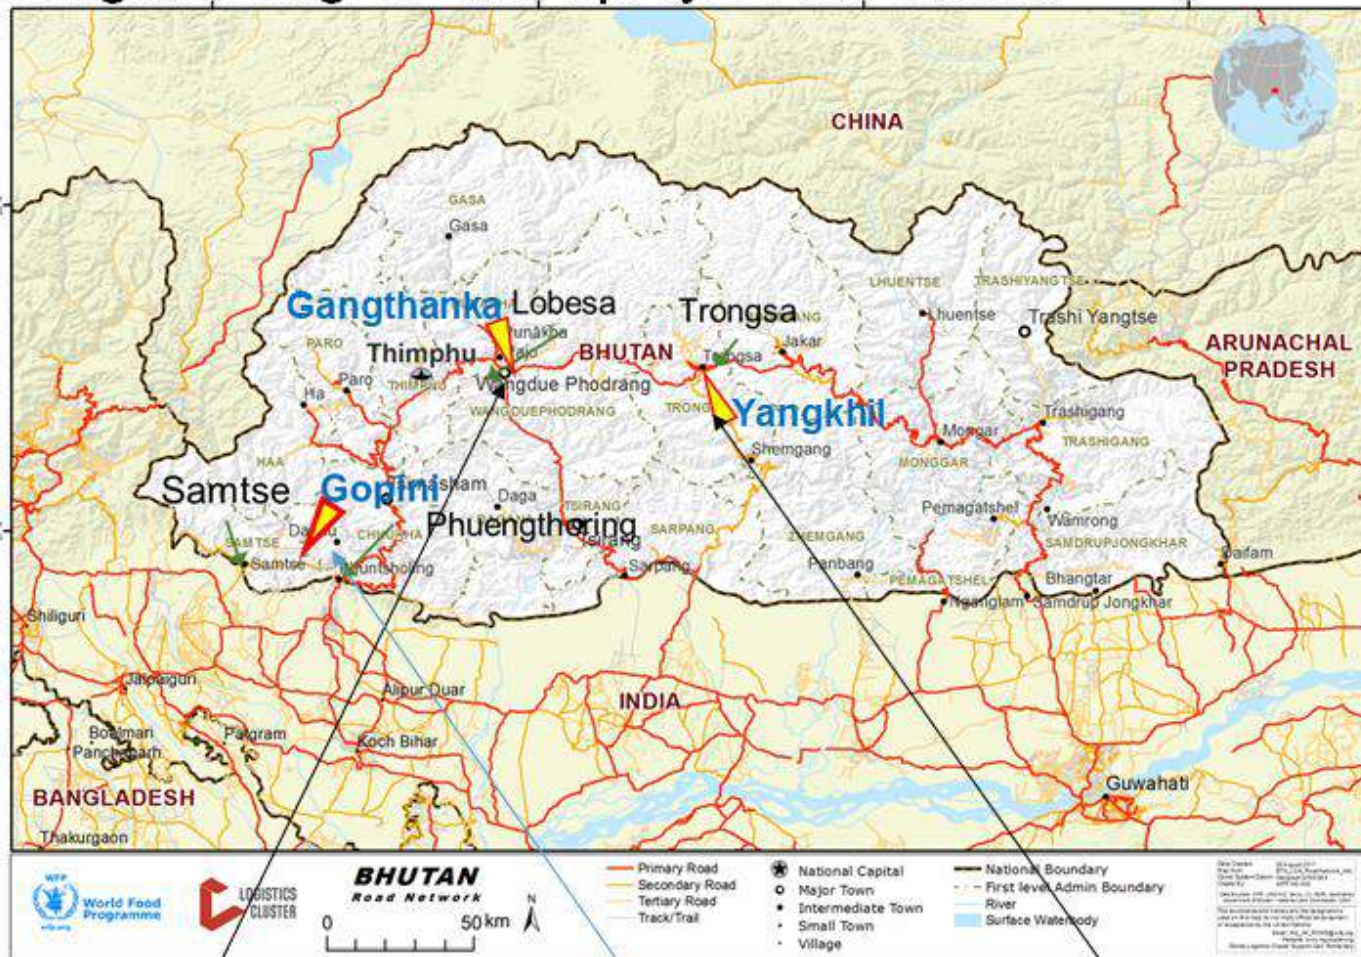 CHINA
GASA
Gasa
LHUENTSE
TRASHIYANGTSE
Gangthanka
Lobesa
Trongsa
Lhuentse
Trashi Yangtse
PARO
Thimphu
BHUTAN
Jakar
ARUNACHAL
PRADESH
Paro
Ha
Wangdue Phodrang
WANGDUEPHODRANG
Yangkhil
Trashigang
TRASHIGANG
Mongar
MONGGAR
Shemgang
HAA
Samtse
Gopini
Daga
TSIRANG
Phuengthoring
SARPANG
ZHEMGANG
Pemagatshel
Wamrong
SAMDRUPJONGKHAR
SAMTSE
Samtse
Sarpang
Panbang
PEMAGATSHEL
Bhangtar
Daifam
Nganglam
Samdrup Jongkhar
Shiliguri
Jalpaiguri
Alipur Duar
INDIA
Patgram
Koch Bihar
Guwahati
BANGLADESH
Thakurgaon
WFP
World Food
Programme
wfp.org
LOGISTICS
CLUSTER
BHUTAN
Road Network
0 50 km
N
Primary Road
Secondary Road
Tertiary Road
Track/Trail
National Capital
Major Town
Intermediate Town
Small Town
Village
National Boundary
First level Admin Boundary
River
Surface Waterbody